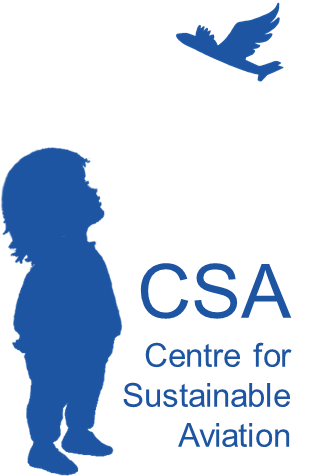 CSA
Centre for
Sustainable
Aviation